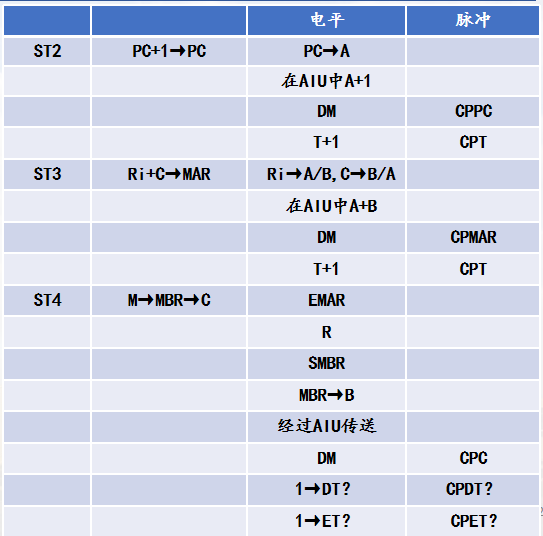 电平 脉冲
ST2 PC+1→PC PC→A
在AIU中A+1
DM CPPC
T+1 CPT
ST3 Ri+C→MAR Ri→A/B,C→B/A
在AIU中A+B
DM CPMAR
T+1 CPT
ST4 M→MBR→C EMAR
R
SMBR
MBR→B
经过AIU传送
DM CPC
1→DT? CPDT?
1→ET? CPET?